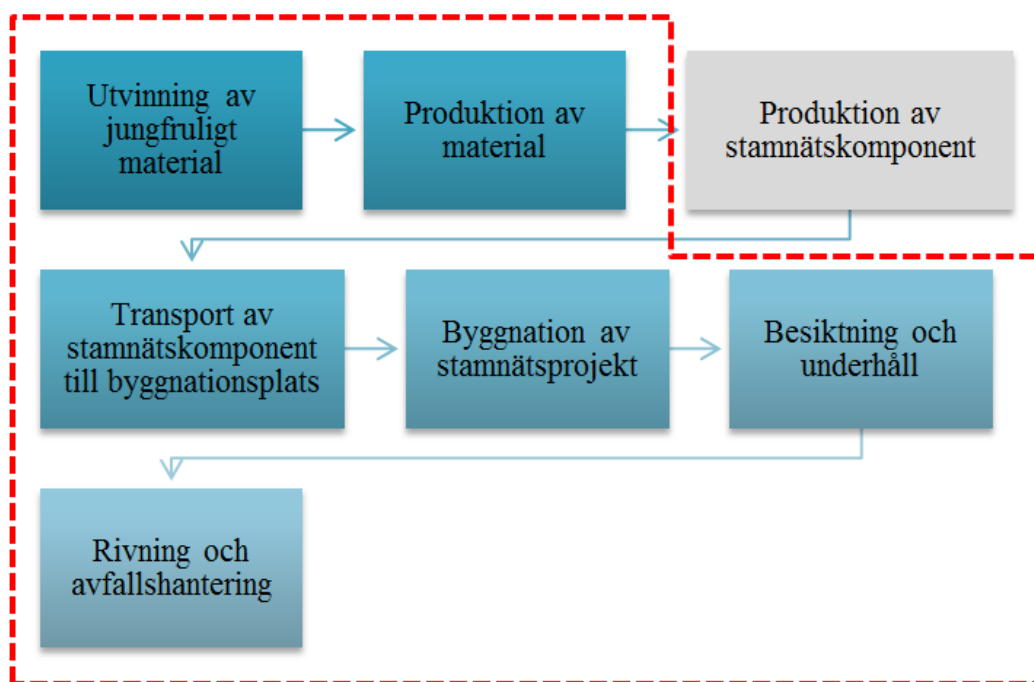 Utvinning av
jungfruligt
material
Produktion av
material
Produktion av
stamnätskomponent
Transport av
stamnätskomponent
till byggnationsplats
Byggnation av
stamnätsprojekt
Besiktning och
underhåll
Rivning och
avfallshantering